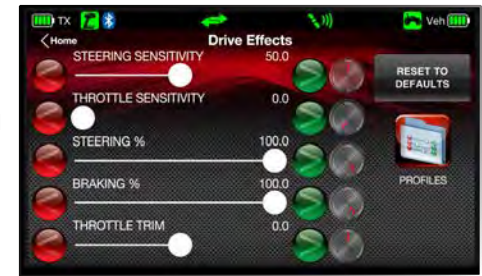 TX Veh
Home Drive Effects
STEERING SENSITIVITY 50.0
RESET TO
DEFAULTS
THROTTLE SENSITIVITY 0.0
STEERING % 100.0
BRAKING % 100.0
PROFILES
THROTTLE TRIM 0.0